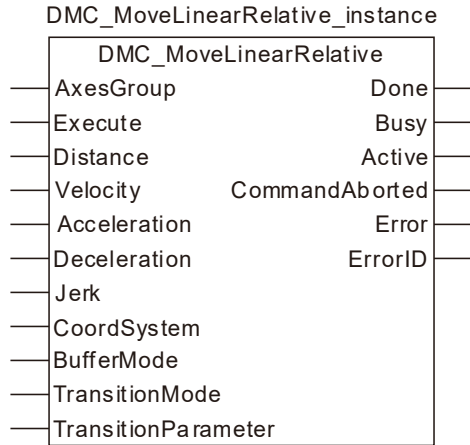 DMC_MoveLinearRelative_instance
DMC_MoveLinearRelative
AxesGroup Done
Execute Busy
Distance Active
Velocity CommandAborted
Acceleration Error
Deceleration ErrorID
Jerk
CoordSystem
BufferMode
TransitionMode
TransitionParameter